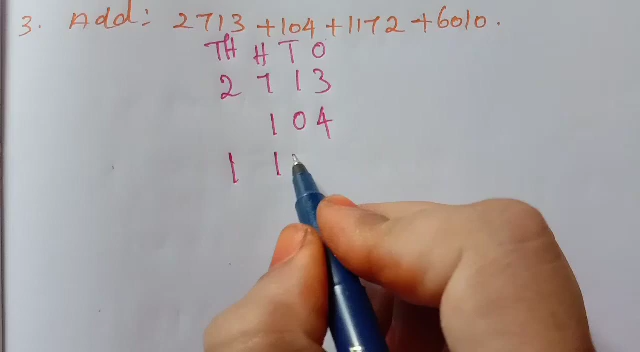 3. Add: 2713 + 104 + 1172 + 6010.
TH H T O
2 7 1 3
1 0 4
1 1